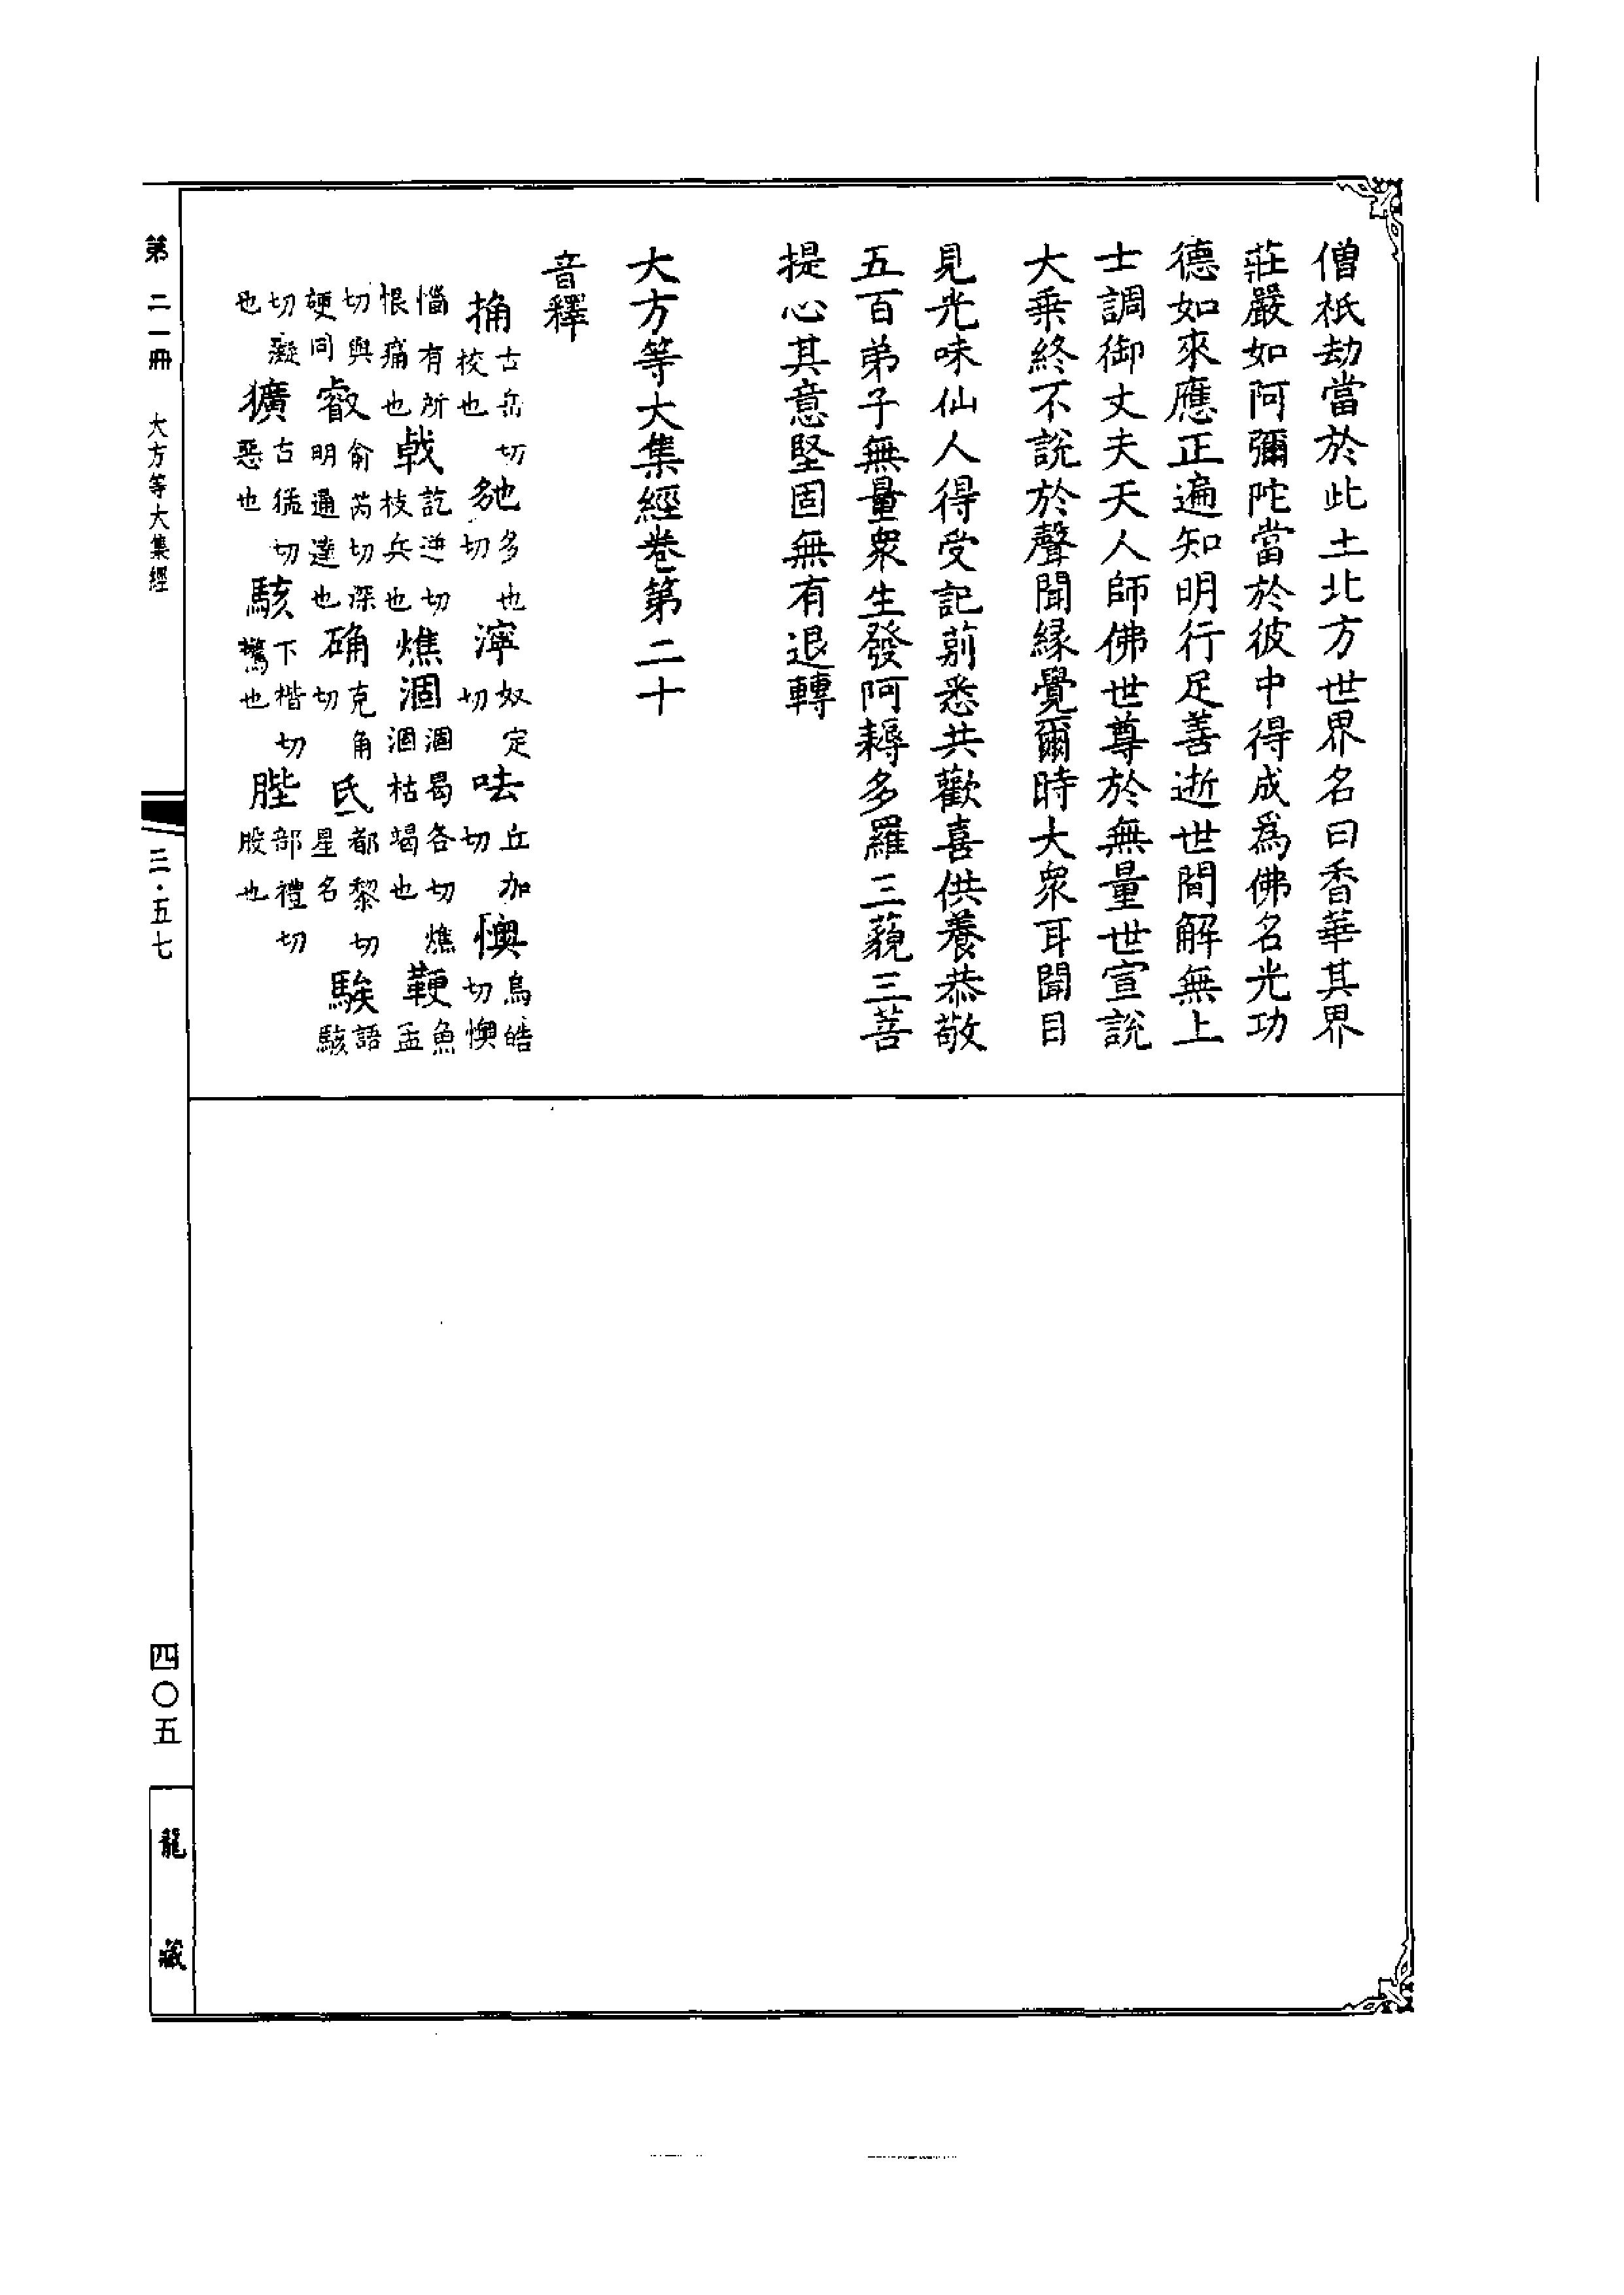 僧祇劫當於此土北方世界名曰香華其界
莊嚴如阿彌陀當於彼中得成爲佛名光功
德如來應正遍知明行足善逝世間解無上
士調御丈夫天人師佛世尊於無量世宣說
大乗終不說於聲聞縁覺爾時大衆耳聞目
見光味仙人得受記莂悉共歡喜供養恭敬
五百弟子無量衆生發阿耨多羅三藐三菩
提心其意堅固無有退轉
大方等大集經卷第二十
音釋
捔古岳切校也 㐌多也切 濘奴定切 呿丘加切 懊烏皓切懊
惱有所恨痛也 戟訖逆切枝兵也 燋涸涸曷各切燋涸枯竭也 鞕魚孟
切與硬同 叡俞芮切深明通達也 确克角切 氐都黎切星名 騃語駭
切癡也 獷古猛切惡也 駭下楷切驚也 䏶部禮切股也
第二一冊 大方等大集經 三·五七 四〇五 龍藏